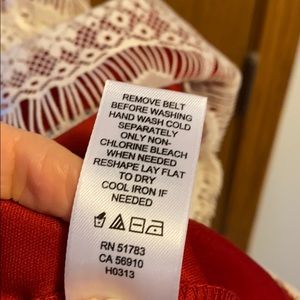 REMOVE BELT
BEFORE WASHING
HAND WASH COLD
SEPARATELY
ONLY NON-
CHLORINE BLEACH
WHEN NEEDED
RESHAPE LAY FLAT
TO DRY
COOL IRON IF
NEEDED
RN 51783
CA 56910
H0313